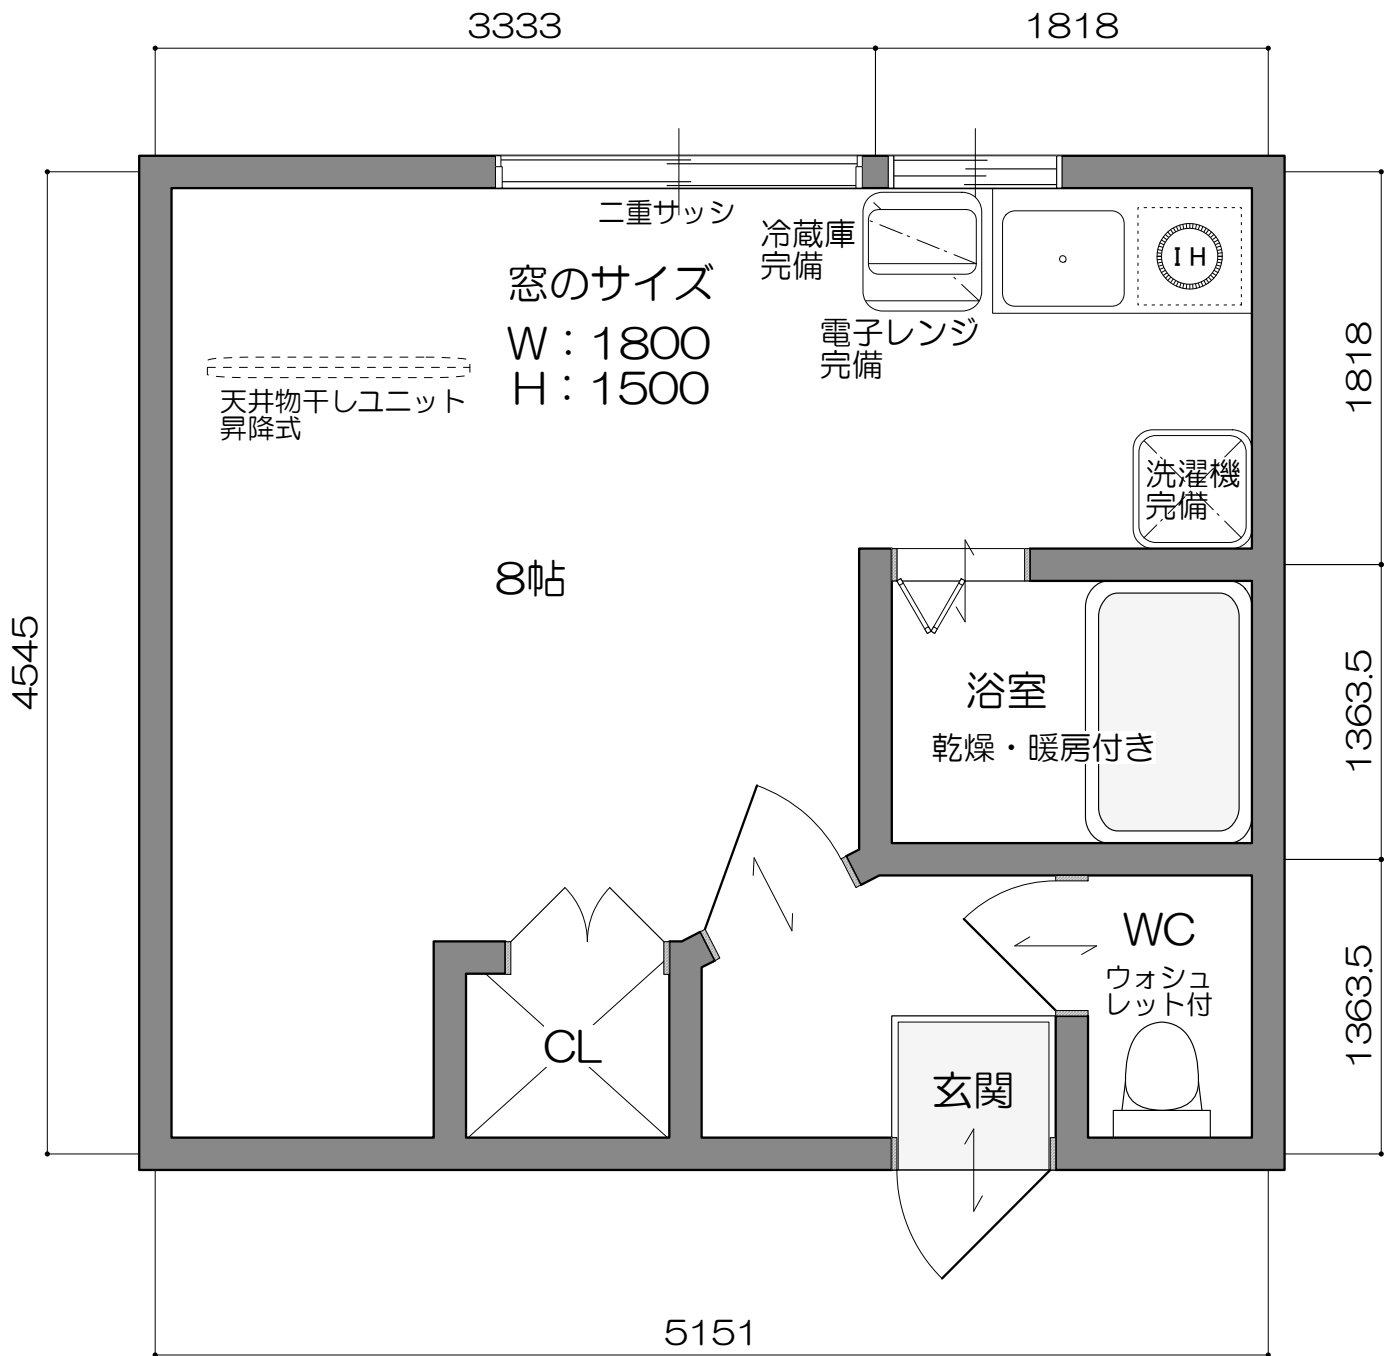 3333
1818
二重サッシ
冷蔵庫
完備
IH
窓のサイズ
W：1800
H：1500
電子レンジ
完備
天井物干しユニット
昇降式
1818
洗濯機
完備
8帖
4545
浴室
乾燥・暖房付き
1363.5
WC
ウォシュ
レット付
CL
玄関
1363.5
5151